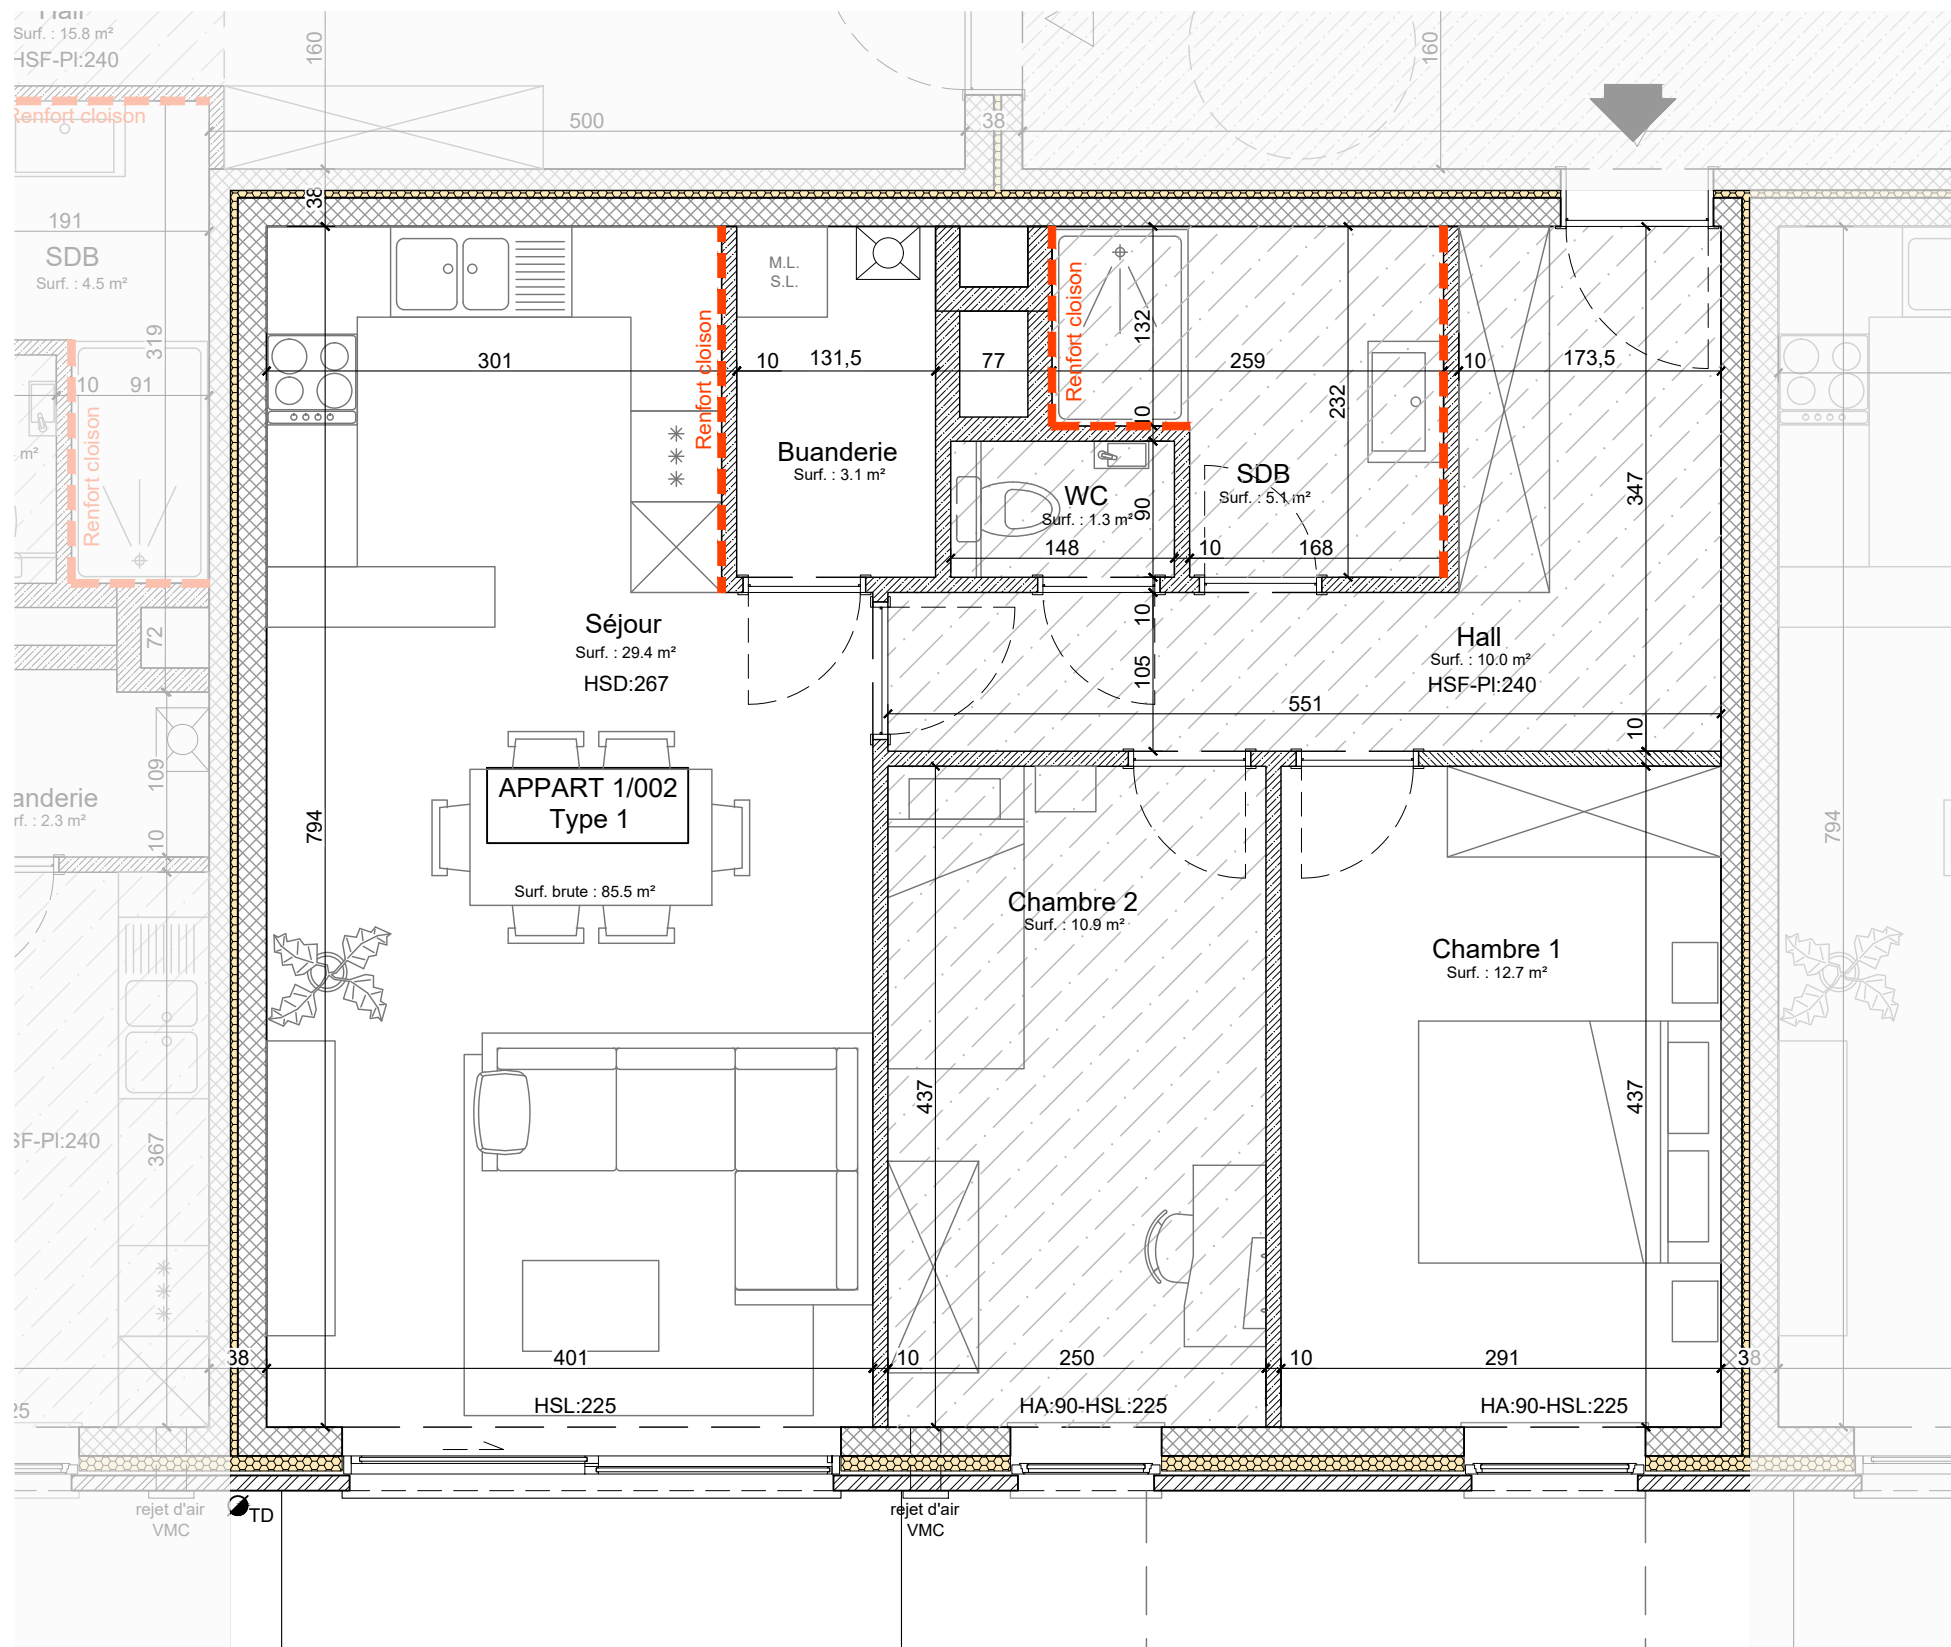 Surf. : 15.8 m²
HSF-Pl:240
160
160
Renfort cloison
500
38
38
191
SDB
Surf. : 4.5 m²
319
10
91
Renfort cloison
m²
72
109
10
Surf. : 2.3 m²
367
rejet d'air
VMC
M.L.
S.L.
Renfort cloison
Renfort cloison
132
301
10
131,5
77
259
10
173,5
10
232
Buanderie
Surf. : 3.1 m²
WC
Surf. : 1.3 m²
90
SDB
Surf. : 5.1 m²
347
148
10
168
Séjour
Surf. : 29.4 m²
HSD:267
10
105
Hall
Surf. : 10.0 m²
HSF-Pl:240
551
10
APPART 1/002
Type 1
794
794
Surf. brute : 85.5 m²
Chambre 2
Surf. : 10.9 m²
Chambre 1
Surf. : 12.7 m²
437
437
38
401
10
250
10
291
38
HSL:225
HA:90-HSL:225
HA:90-HSL:225
TD
rejet d'air
VMC